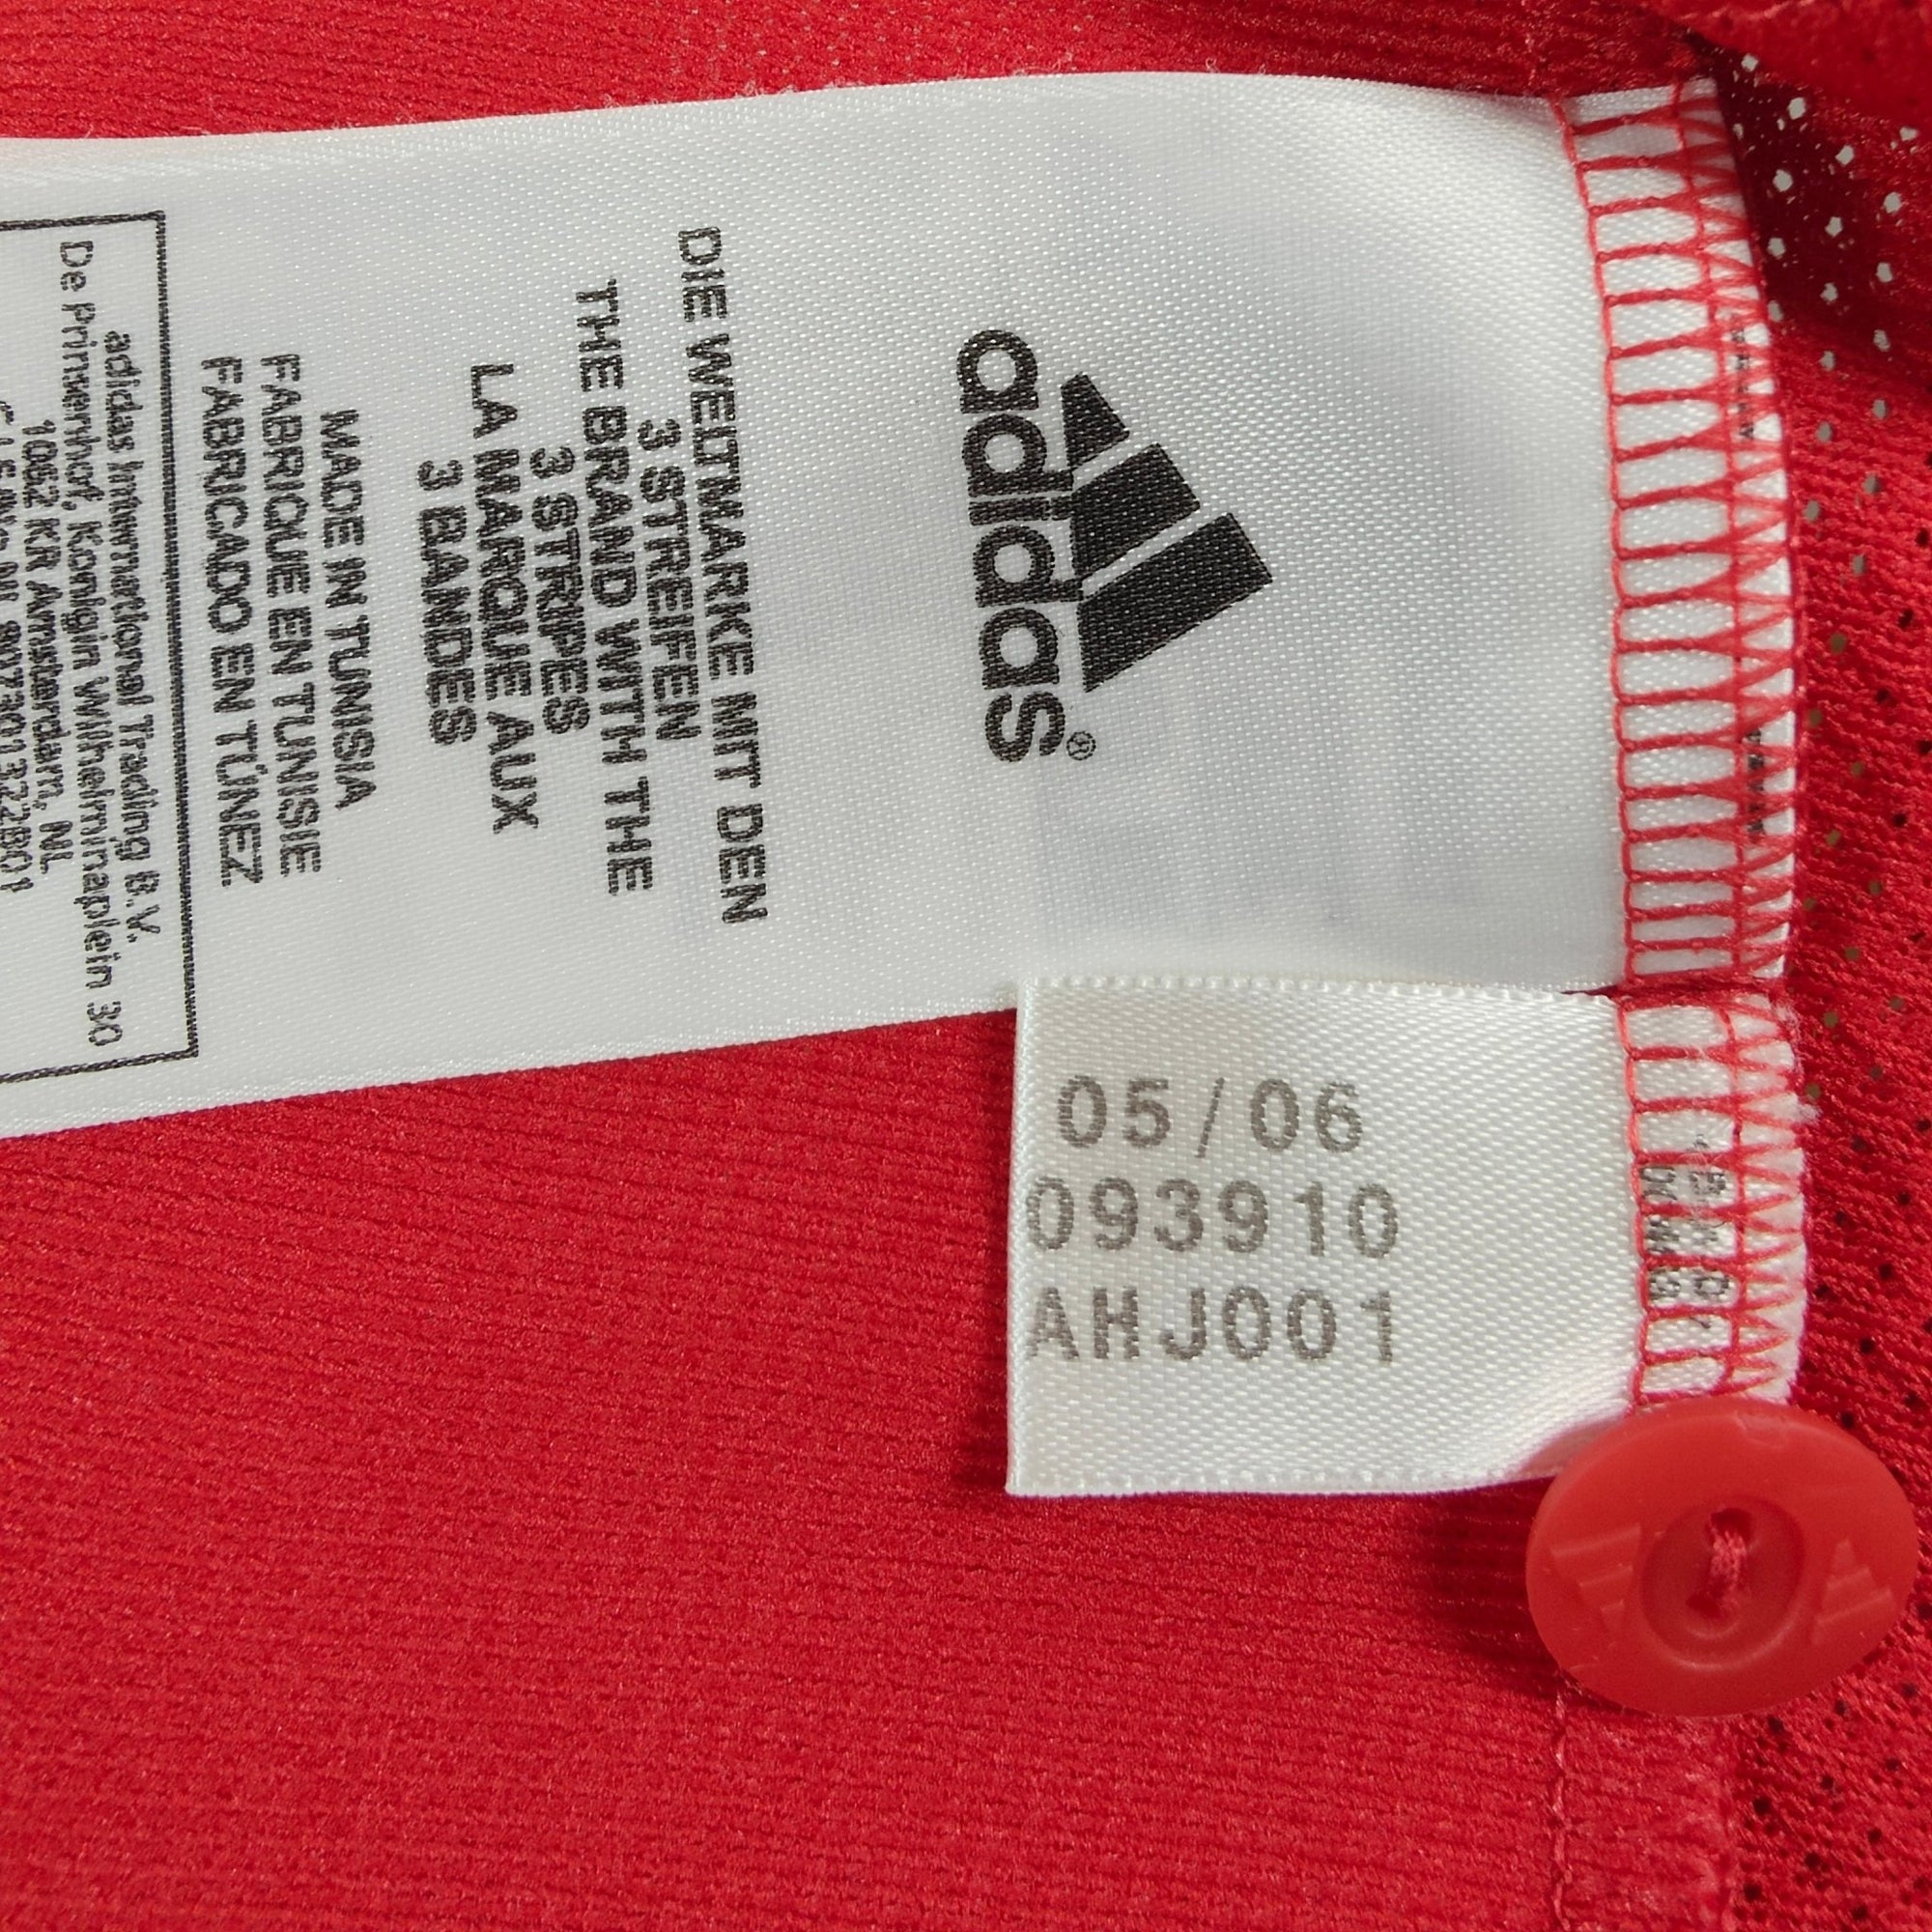 adidas®
DIE WELTMARKE MIT DEN
3 STREIFEN
THE BRAND WITH THE
3 STRIPES
LA MARQUE AUX
3 BANDES
MADE IN TUNISIA
FABRIQUE EN TUNISIE
FABRICADO EN TÚNEZ
adidas International Trading B.V.
De Prinsenhof, Koningin Wilhelminaplein 30
1062 KR Amsterdam, NL
05/06
093910
AHJ001